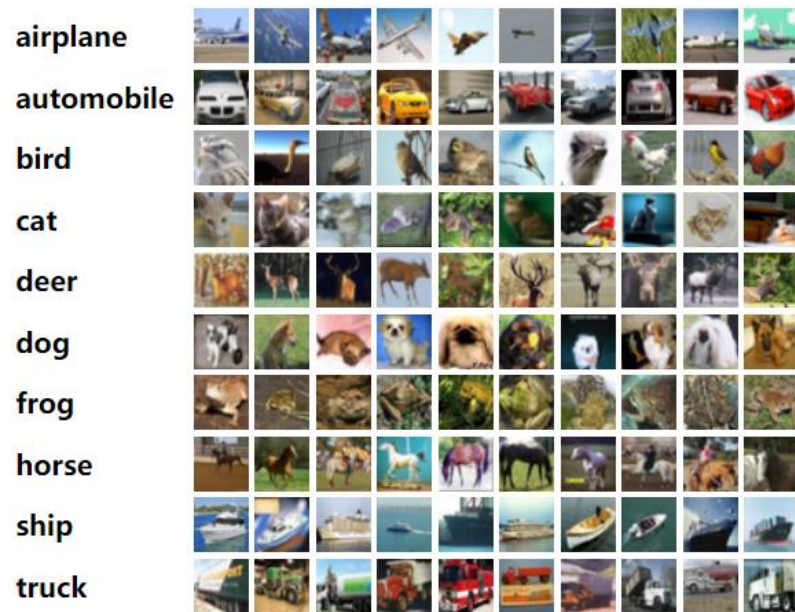 airplane
automobile
bird
cat
deer
dog
frog
horse
ship
truck